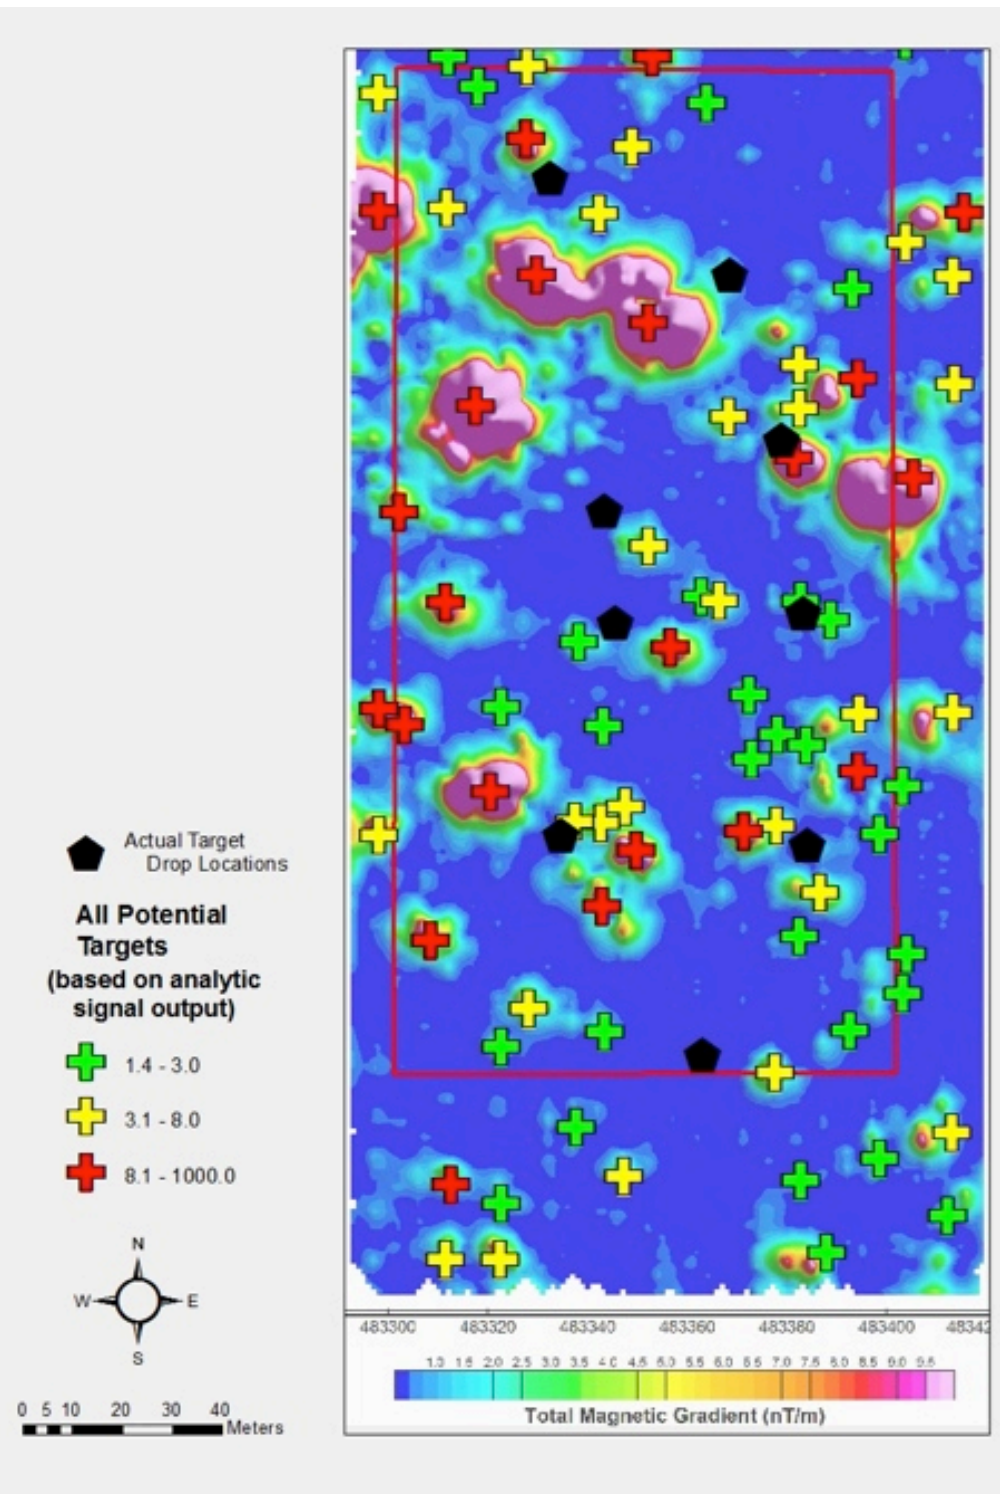 Actual Target
Drop Locations
All Potential
Targets
(based on analytic
signal output)
1.4 - 3.0
3.1 - 8.0
8.1 - 1000.0
N
W E
S
0 5 10 20 30 40
Meters
483300 483320 483340 483360 483380 483400 48342
1.0 1.5 2.0 2.5 3.0 3.5 4.0 4.5 5.0 5.5 6.0 6.5 7.0 7.5 8.0 8.5 9.0 9.5
Total Magnetic Gradient (nT/m)